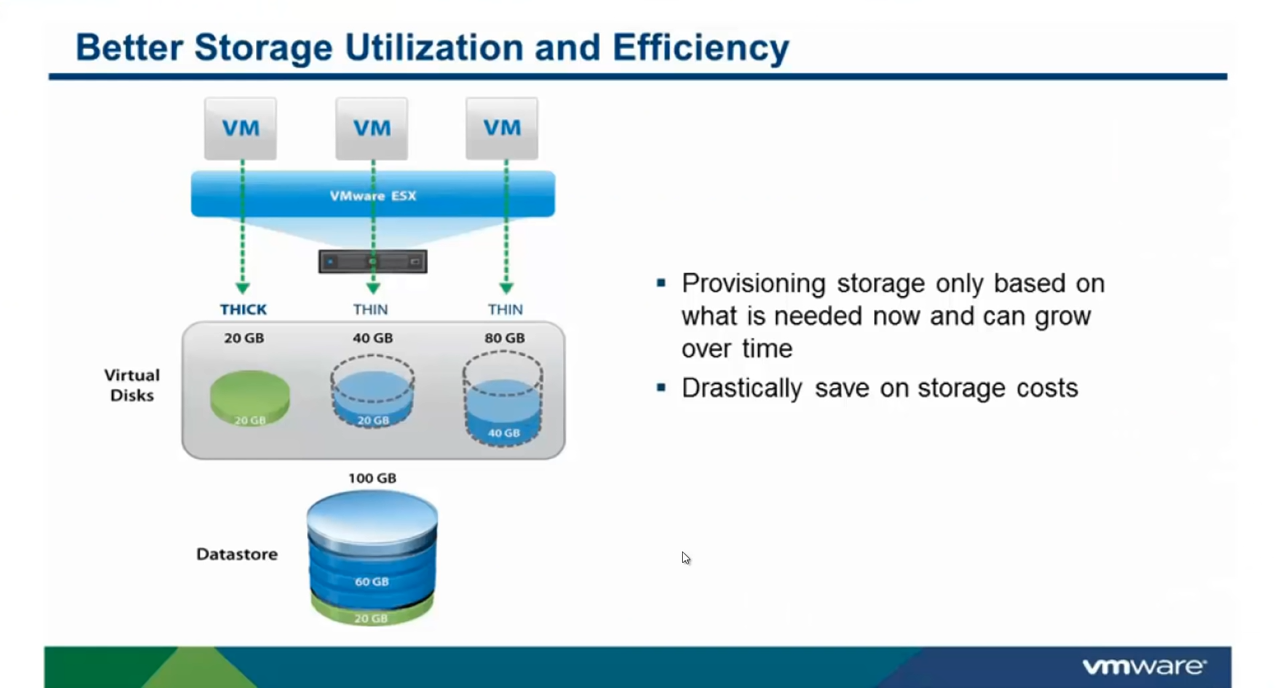 Better Storage Utilization and Efficiency
VM VM VM
VMware ESX
THICK THIN THIN
20 GB 40 GB 80 GB
Virtual
Disks
20 GB 20 GB 40 GB
100 GB
Datastore
60 GB
20 GB
▪ Provisioning storage only based on
what is needed now and can grow
over time
▪ Drastically save on storage costs
vmware®